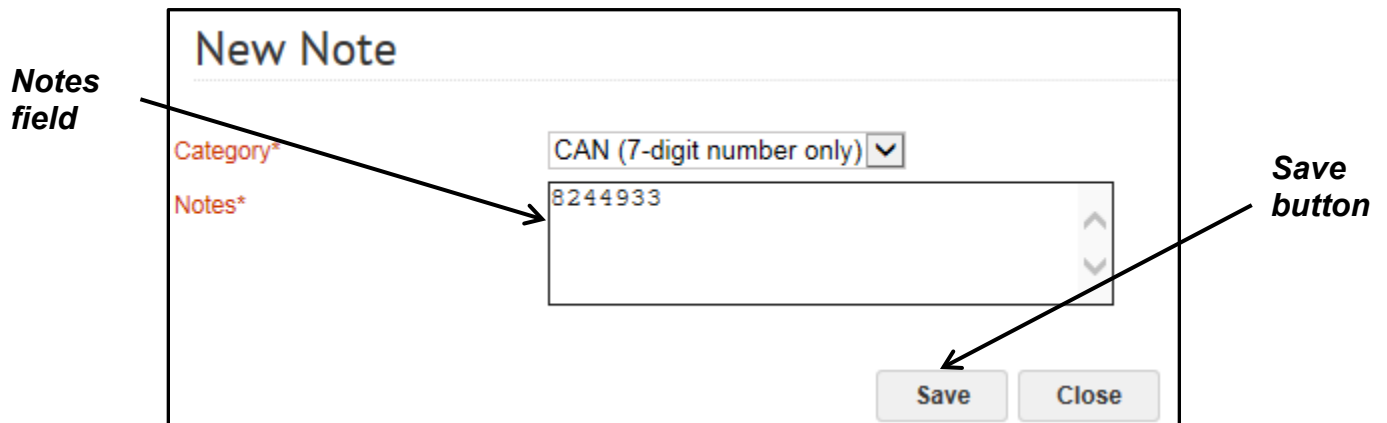 New Note
Notes
field
Category*
CAN (7-digit number only)
Notes*
8244933
Save
button
Save
Close